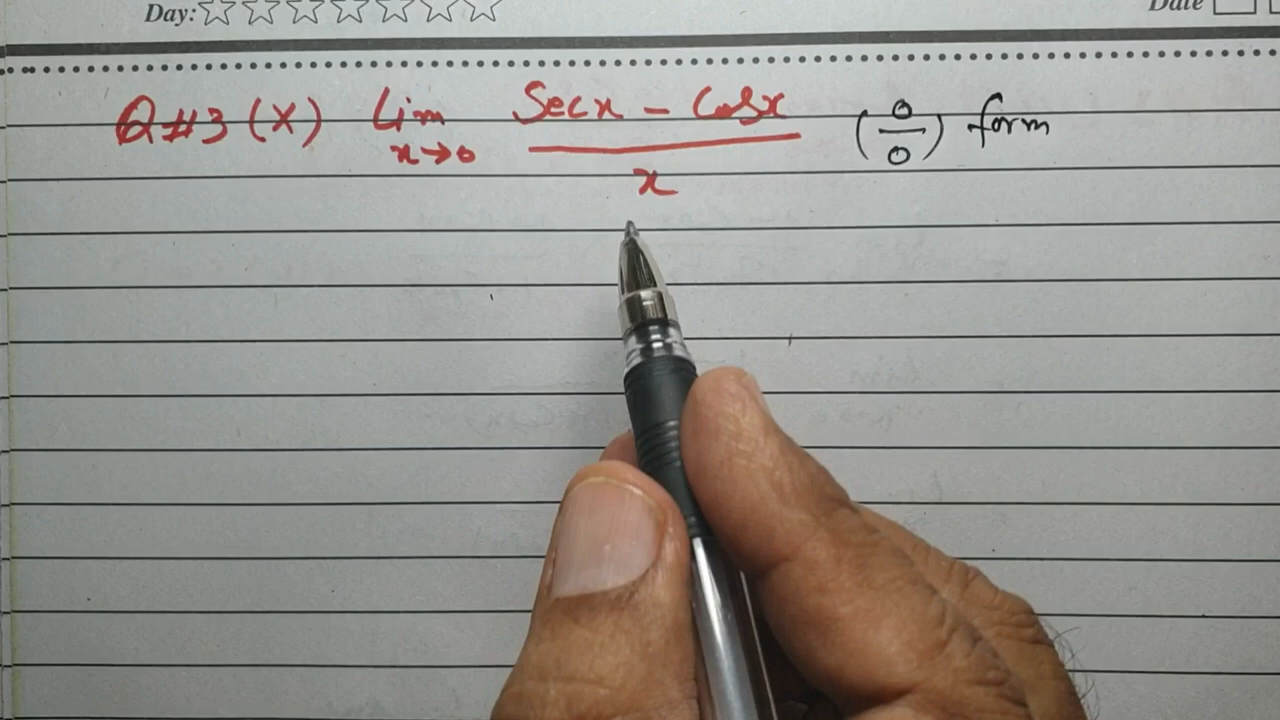 Day: Date
Q#3 (X) Lim x→0 Secx - Cosx / x (0/0) form